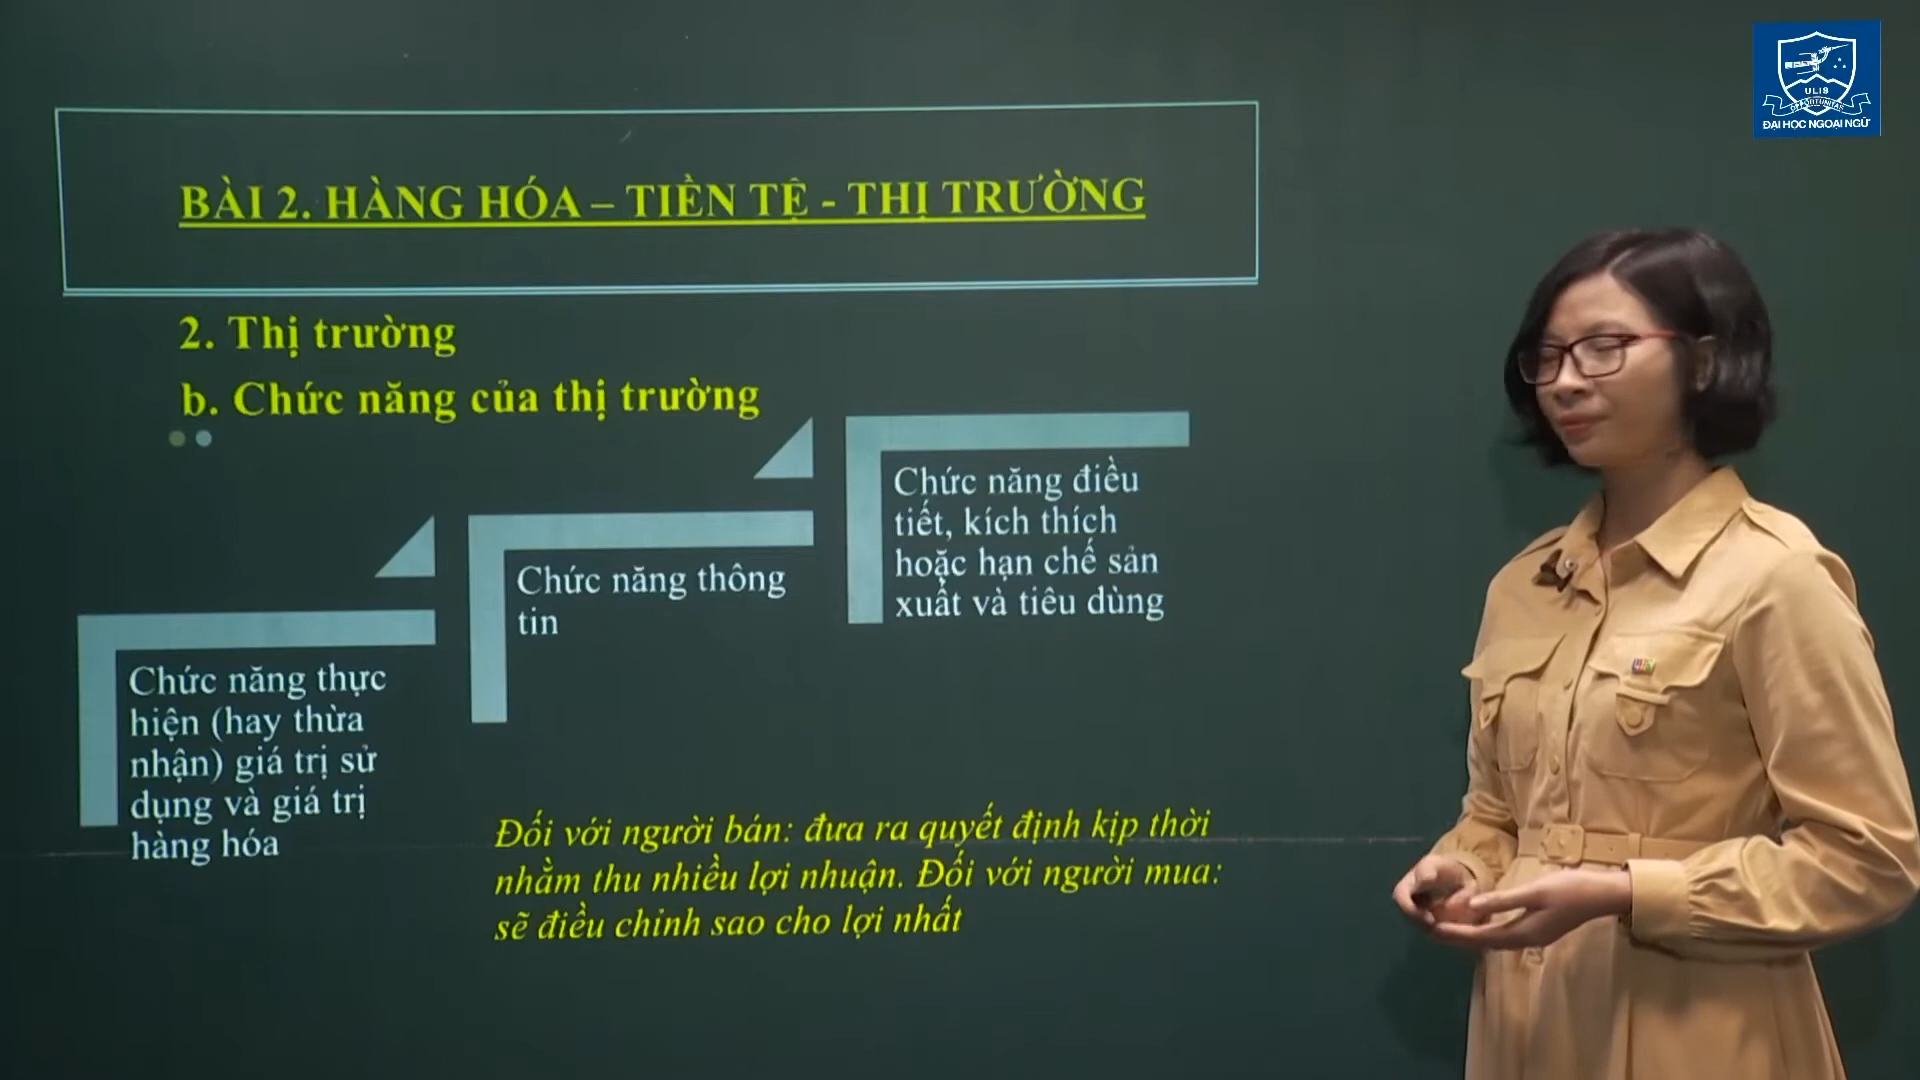 ULIS
OPPORTUNITAS
ĐẠI HỌC NGOẠI NGỮ
BÀI 2. HÀNG HÓA – TIỀN TỆ - THỊ TRƯỜNG
2. Thị trường
b. Chức năng của thị trường
Chức năng thực
hiện (hay thừa
nhận) giá trị sử
dụng và giá trị
hàng hóa
Chức năng thông
tin
Chức năng điều
tiết, kích thích
hoặc hạn chế sản
xuất và tiêu dùng
Đối với người bán: đưa ra quyết định kịp thời
nhằm thu nhiều lợi nhuận. Đối với người mua:
sẽ điều chỉnh sao cho lợi nhất